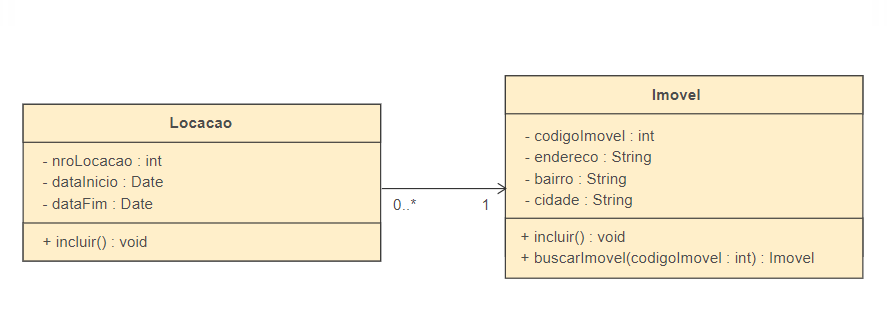 Locacao
- nroLocacao : int
- dataInicio : Date
- dataFim : Date
+ incluir() : void
0..*
1
Imovel
- codigoImovel : int
- endereco : String
- bairro : String
- cidade : String
+ incluir() : void
+ buscarImovel(codigoImovel : int) : Imovel